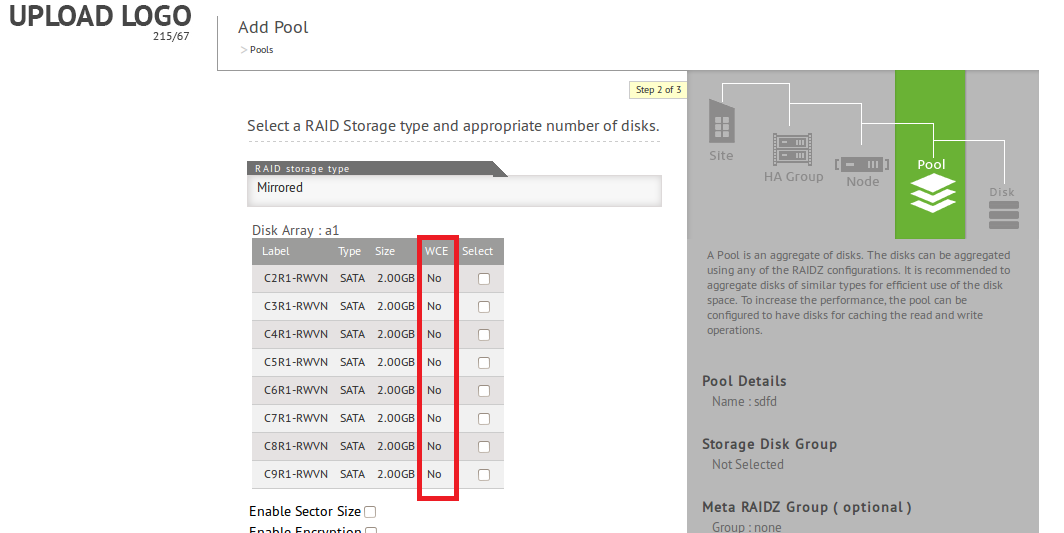 UPLOAD LOGO
215/67
Add Pool
> Pools
Step 2 of 3
Select a RAID Storage type and appropriate number of disks.
RAID storage type
Mirrored
Disk Array : a1
Label Type Size WCE Select
C2R1-RWVN SATA 2.00GB No
C3R1-RWVN SATA 2.00GB No
C4R1-RWVN SATA 2.00GB No
C5R1-RWVN SATA 2.00GB No
C6R1-RWVN SATA 2.00GB No
C7R1-RWVN SATA 2.00GB No
C8R1-RWVN SATA 2.00GB No
C9R1-RWVN SATA 2.00GB No
Enable Sector Size
Enable Encryption
Site
HA Group
Node
Pool
Disk
A Pool is an aggregate of disks. The disks can be aggregated
using any of the RAIDZ configurations. It is recommended to
aggregate disks of similar types for efficient use of the disk
space. To increase the performance, the pool can be
configured to have disks for caching the read and write
operations.
Pool Details
Name : sdfd
Storage Disk Group
Not Selected
Meta RAIDZ Group ( optional )
Group : none